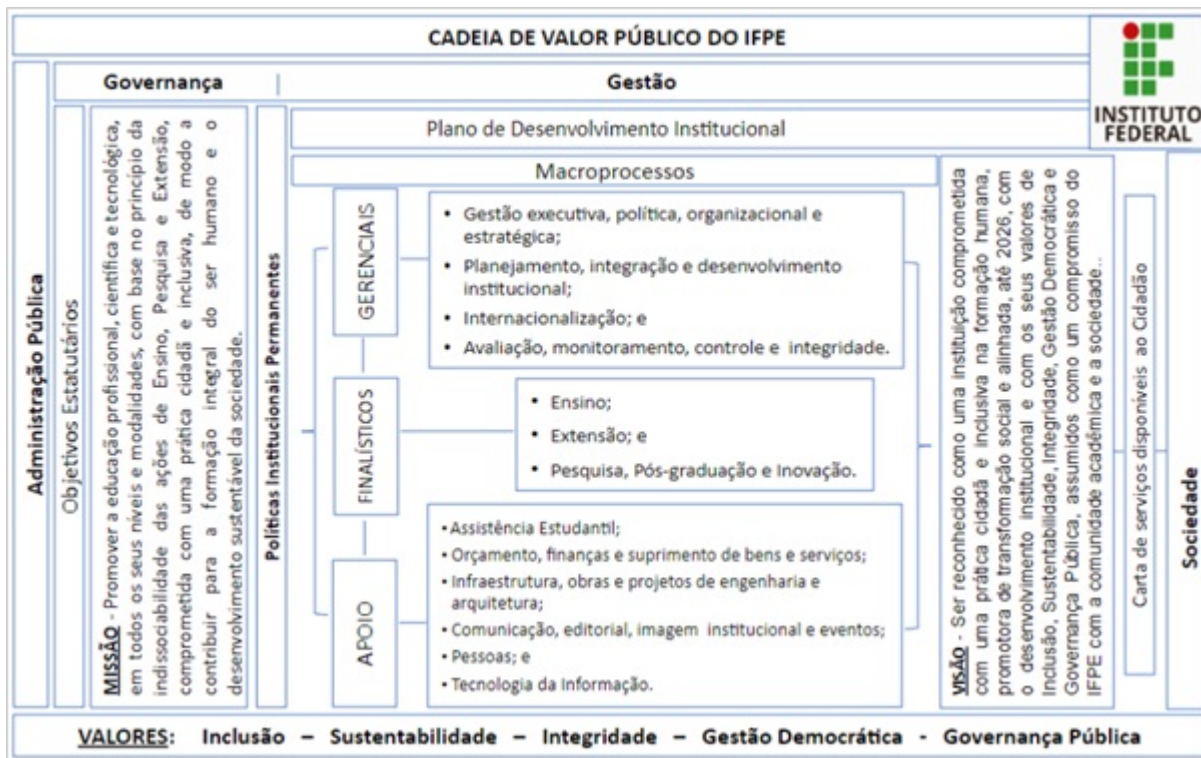 CADEIA DE VALOR PÚBLICO DO IFPE
INSTITUTO
FEDERAL
Governança
Gestão
Administração Pública
Objetivos Estatutários
MISSÃO - Promover a educação profissional, científica e tecnológica,
em todos os seus níveis e modalidades, com base no princípio da
indissociabilidade das ações de Ensino, Pesquisa e Extensão,
comprometida com uma prática cidadã e inclusiva, de modo a
contribuir para a formação integral do ser humano e o
desenvolvimento sustentável da sociedade.
Políticas Institucionais Permanentes
Plano de Desenvolvimento Institucional
Macroprocessos
GERENCIAIS
• Gestão executiva, política, organizacional e
estratégica;
• Planejamento, integração e desenvolvimento
institucional;
• Internacionalização; e
• Avaliação, monitoramento, controle e integridade.
FINALÍSTICOS
• Ensino;
• Extensão; e
• Pesquisa, Pós-graduação e Inovação.
APOIO
• Assistência Estudantil;
• Orçamento, finanças e suprimento de bens e serviços;
• Infraestrutura, obras e projetos de engenharia e
arquitetura;
• Comunicação, editorial, imagem institucional e eventos;
• Pessoas; e
• Tecnologia da Informação.
VISÃO - Ser reconhecido como uma instituição comprometida
com uma prática cidadã e inclusiva na formação humana,
promotora de transformação social e alinhada, até 2026, com
o desenvolvimento institucional e com os seus valores de
Inclusão, Sustentabilidade, Integridade, Gestão Democrática e
Governança Pública, assumidos como um compromisso do
IFPE com a comunidade acadêmica e a sociedade..
Carta de serviços disponíveis ao Cidadão
Sociedade
VALORES: Inclusão – Sustentabilidade – Integridade – Gestão Democrática - Governança Pública